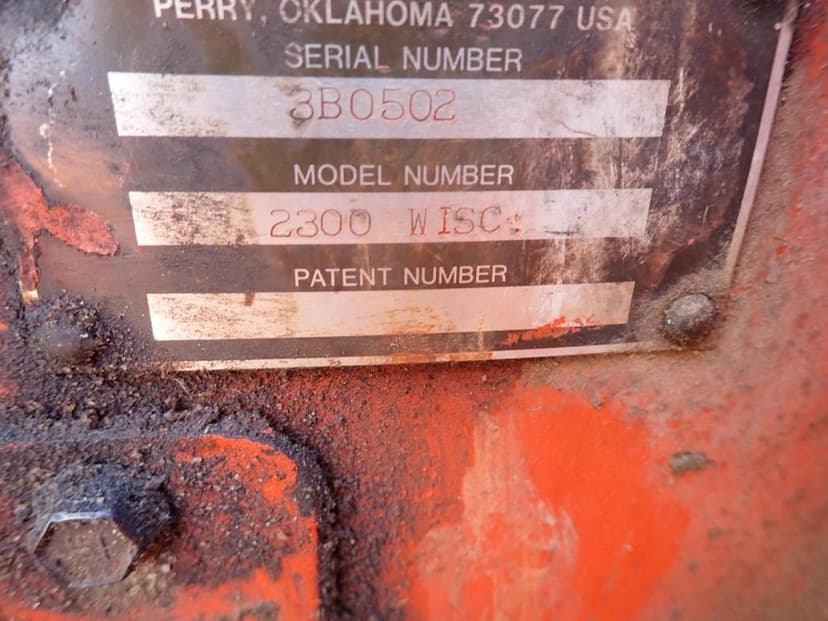 PERRY, OKLAHOMA 73077 USA
SERIAL NUMBER
3B0502
MODEL NUMBER
2300 WISC.
PATENT NUMBER